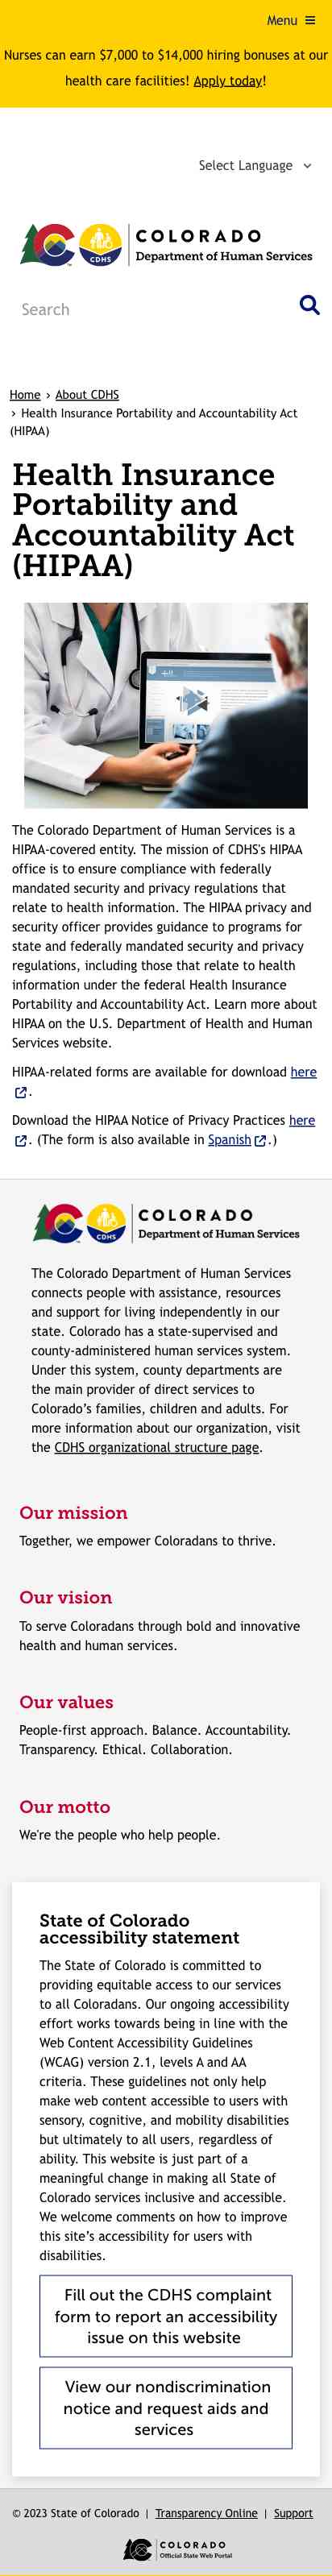 Menu
Nurses can earn $7,000 to $14,000 hiring bonuses at our
health care facilities! Apply today!
Select Language
COLORADO
CDHS
Department of Human Services
Search
Home › About CDHS
› Health Insurance Portability and Accountability Act
(HIPAA)
Health Insurance
Portability and
Accountability Act
(HIPAA)
The Colorado Department of Human Services is a
HIPAA-covered entity. The mission of CDHS's HIPAA
office is to ensure compliance with federally
mandated security and privacy regulations that
relate to health information. The HIPAA privacy and
security officer provides guidance to programs for
state and federally mandated security and privacy
regulations, including those that relate to health
information under the federal Health Insurance
Portability and Accountability Act. Learn more about
HIPAA on the U.S. Department of Health and Human
Services website.
HIPAA-related forms are available for download here
.
Download the HIPAA Notice of Privacy Practices here
. (The form is also available in Spanish .)
COLORADO
CDHS
Department of Human Services
The Colorado Department of Human Services
connects people with assistance, resources
and support for living independently in our
state. Colorado has a state-supervised and
county-administered human services system.
Under this system, county departments are
the main provider of direct services to
Colorado’s families, children and adults. For
more information about our organization, visit
the CDHS organizational structure page.
Our mission
Together, we empower Coloradans to thrive.
Our vision
To serve Coloradans through bold and innovative
health and human services.
Our values
People-first approach. Balance. Accountability.
Transparency. Ethical. Collaboration.
Our motto
We're the people who help people.
State of Colorado
accessibility statement
The State of Colorado is committed to
providing equitable access to our services
to all Coloradans. Our ongoing accessibility
effort works towards being in line with the
Web Content Accessibility Guidelines
(WCAG) version 2.1, levels A and AA
criteria. These guidelines not only help
make web content accessible to users with
sensory, cognitive, and mobility disabilities
but ultimately to all users, regardless of
ability. This website is just part of a
meaningful change in making all State of
Colorado services inclusive and accessible.
We welcome comments on how to improve
this site’s accessibility for users with
disabilities.
Fill out the CDHS complaint
form to report an accessibility
issue on this website
View our nondiscrimination
notice and request aids and
services
© 2023 State of Colorado | Transparency Online | Support
COLORADO
Official State Web Portal